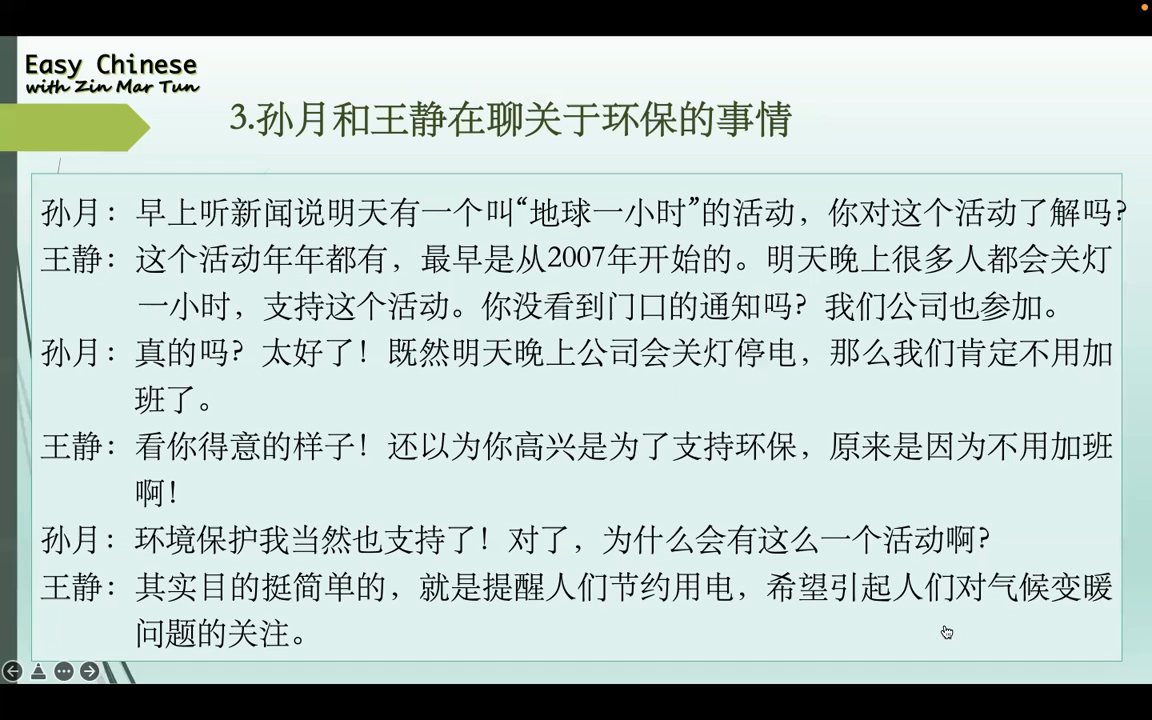 Easy Chinese
with Zin Mar Tun
3.孙月和王静在聊关于环保的事情
孙月：早上听新闻说明天有一个叫“地球一小时”的活动，你对这个活动了解吗？
王静：这个活动年年都有，最早是从2007年开始的。明天晚上很多人都会关灯
一小时，支持这个活动。你没看到门口的通知吗？我们公司也参加。
孙月：真的吗？太好了！既然明天晚上公司会关灯停电，那么我们肯定不用加
班了。
王静：看你得意的样子！还以为你高兴是为了支持环保，原来是因为不用加班
啊！
孙月：环境保护我当然也支持了！对了，为什么会有这么一个活动啊？
王静：其实目的挺简单的，就是提醒人们节约用电，希望引起人们对气候变暖
问题的关注。